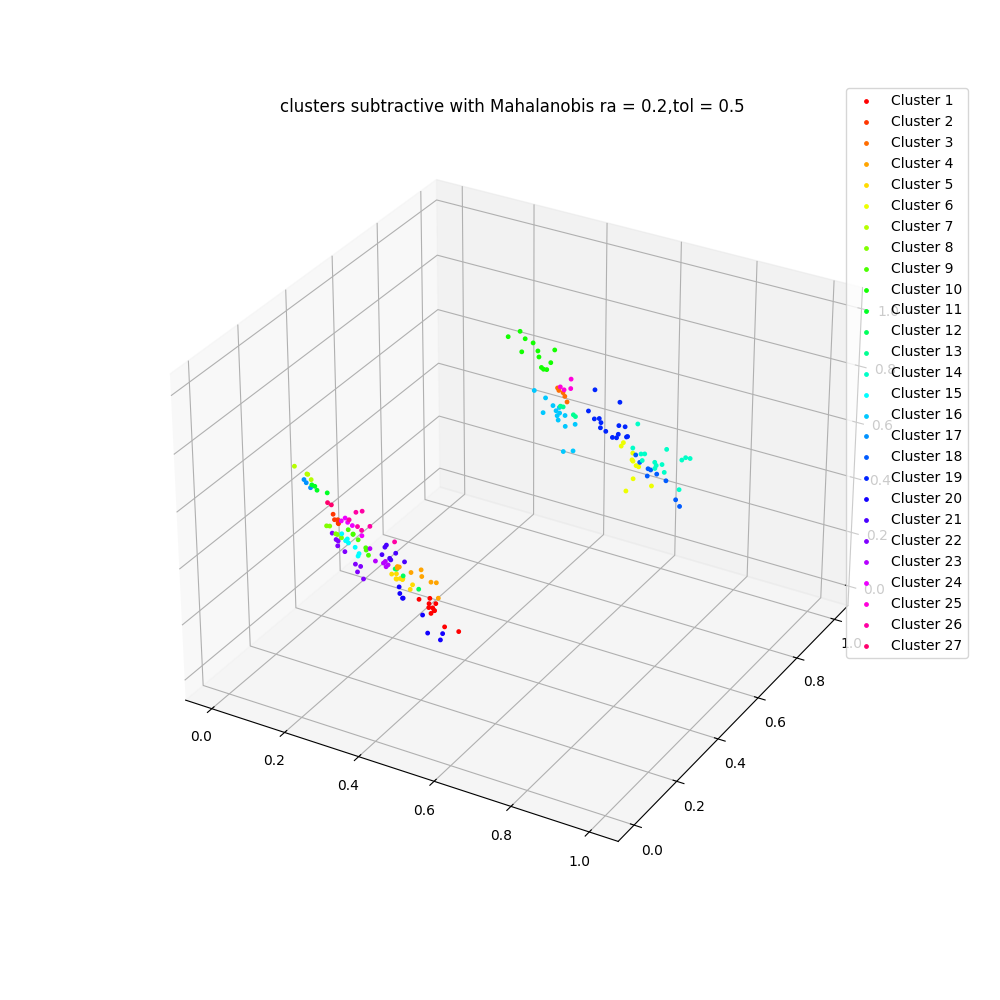 clusters subtractive with Mahalanobis ra = 0.2,tol = 0.5
Cluster 1
Cluster 2
Cluster 3
Cluster 4
Cluster 5
Cluster 6
Cluster 7
Cluster 8
Cluster 9
Cluster 10
Cluster 11
Cluster 12
Cluster 13
Cluster 14
Cluster 15
Cluster 16
Cluster 17
Cluster 18
Cluster 19
Cluster 20
Cluster 21
Cluster 22
Cluster 23
Cluster 24
Cluster 25
Cluster 26
Cluster 27
0.8
0.6
0.4
0.2
0.0
1.0
0.8
0.6
0.4
0.2
0.0
0.0
0.2
0.4
0.6
0.8
1.0